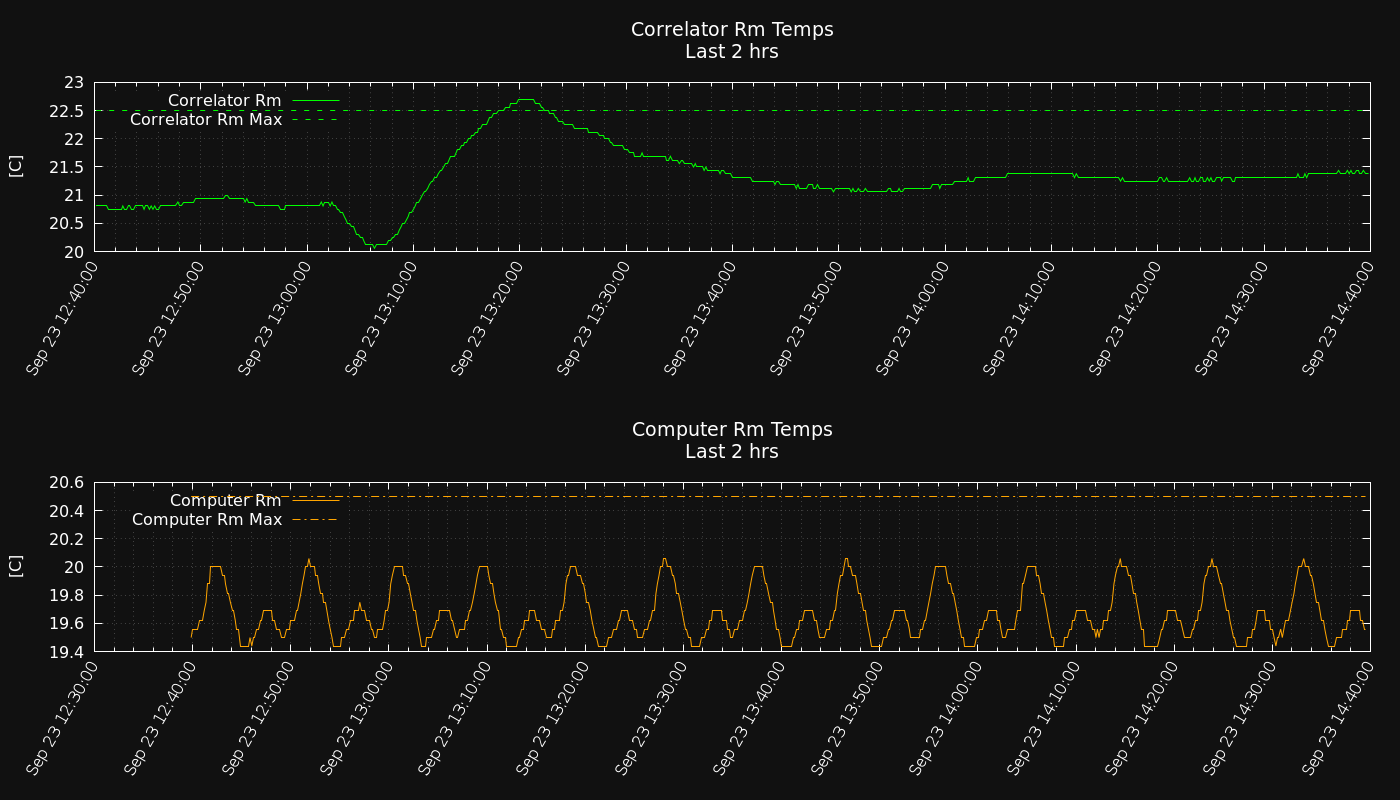 Correlator Rm Temps
Last 2 hrs
[C]
Correlator Rm
Correlator Rm Max
23
22.5
22
21.5
21
20.5
20
Sep 23 12:40:00
Sep 23 12:50:00
Sep 23 13:00:00
Sep 23 13:10:00
Sep 23 13:20:00
Sep 23 13:30:00
Sep 23 13:40:00
Sep 23 13:50:00
Sep 23 14:00:00
Sep 23 14:10:00
Sep 23 14:20:00
Sep 23 14:30:00
Sep 23 14:40:00
Computer Rm Temps
Last 2 hrs
[C]
Computer Rm
Computer Rm Max
20.6
20.4
20.2
20
19.8
19.6
19.4
Sep 23 12:30:00
Sep 23 12:40:00
Sep 23 12:50:00
Sep 23 13:00:00
Sep 23 13:10:00
Sep 23 13:20:00
Sep 23 13:30:00
Sep 23 13:40:00
Sep 23 13:50:00
Sep 23 14:00:00
Sep 23 14:10:00
Sep 23 14:20:00
Sep 23 14:30:00
Sep 23 14:40:00